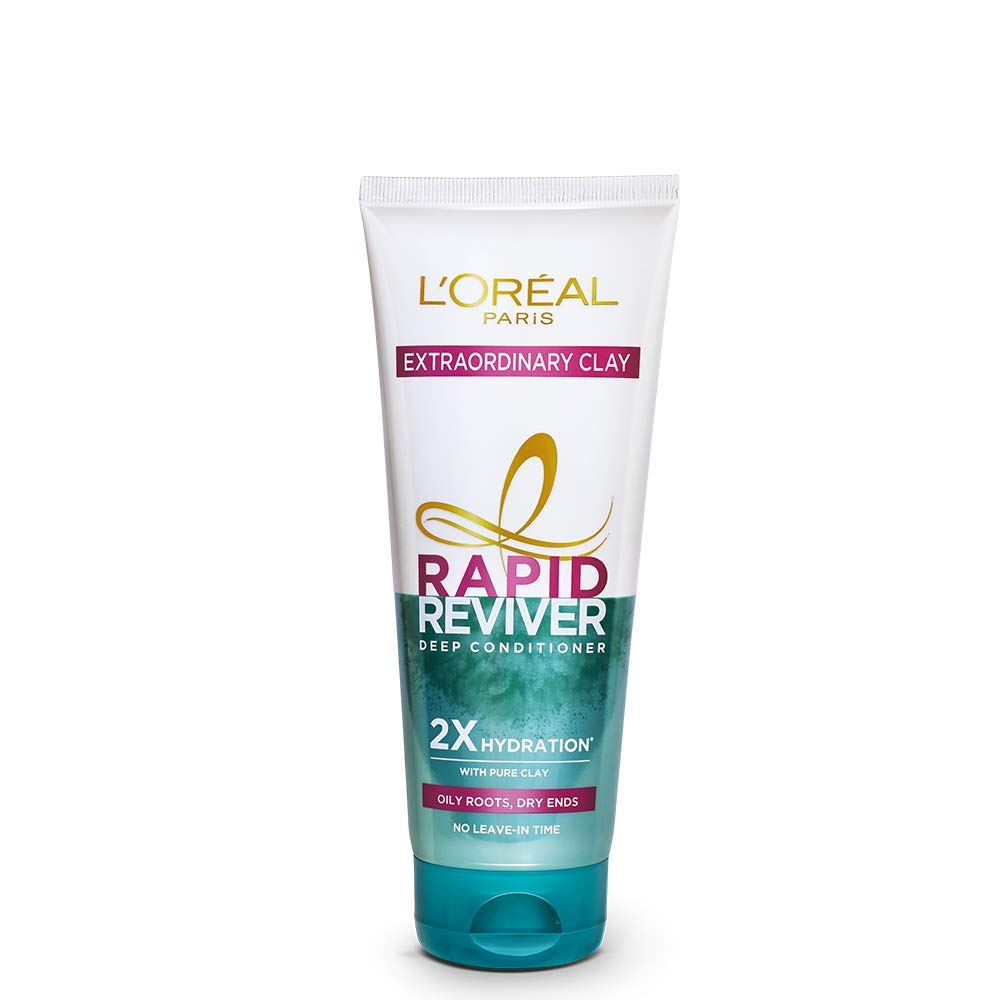 L'ORÉAL
PARiS
EXTRAORDINARY CLAY
RAPID
REVIVER
DEEP CONDITIONER
2X HYDRATION*
WITH PURE CLAY
OILY ROOTS, DRY ENDS
NO LEAVE-IN TIME